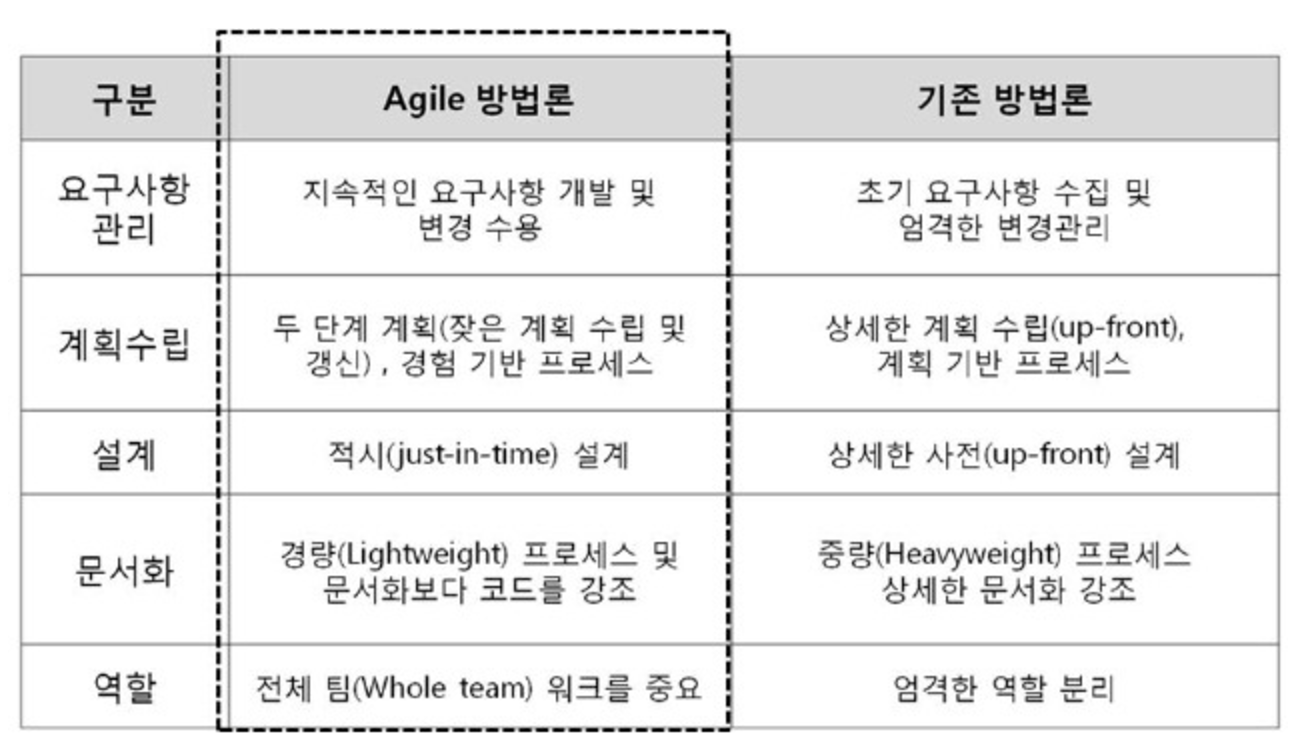 구분
Agile 방법론
기존 방법론
요구사항
관리
지속적인 요구사항 개발 및
변경 수용
초기 요구사항 수집 및
엄격한 변경관리
계획수립
두 단계 계획(잦은 계획 수립 및
갱신) , 경험 기반 프로세스
상세한 계획 수립(up-front),
계획 기반 프로세스
설계
적시(just-in-time) 설계
상세한 사전(up-front) 설계
문서화
경량(Lightweight) 프로세스 및
문서화보다 코드를 강조
중량(Heavyweight) 프로세스
상세한 문서화 강조
역할
전체 팀(Whole team) 워크를 중요
엄격한 역할 분리